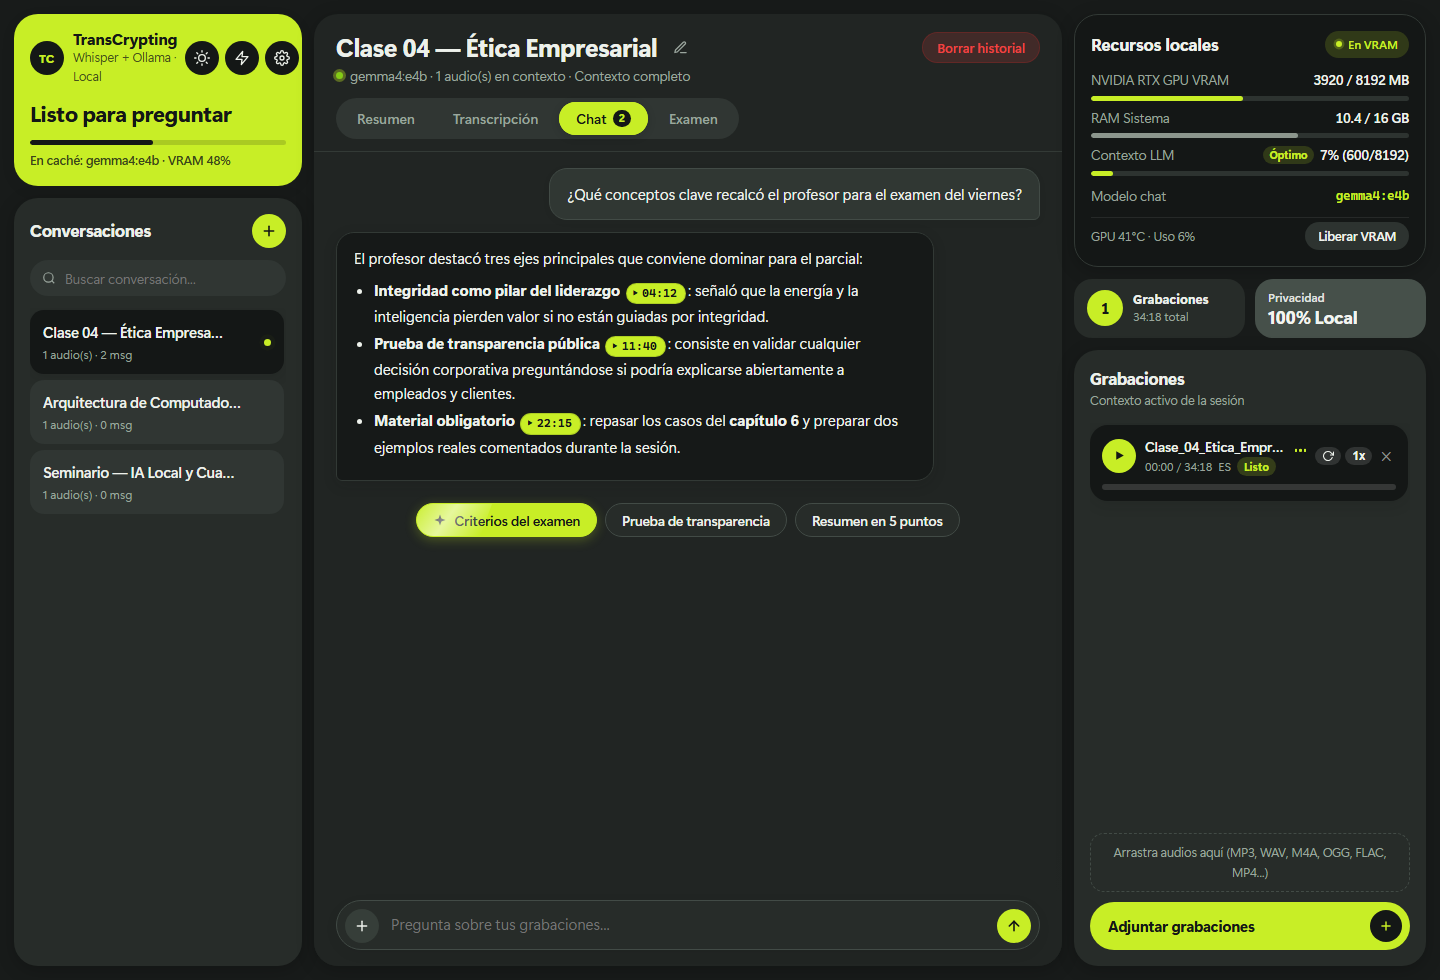 TC
TransCrypting
Whisper + Ollama ·
Local
Listo para preguntar
En caché: gemma4:e4b · VRAM 48%
Conversaciones
Buscar conversación...
Clase 04 — Ética Empresa...
1 audio(s) · 2 msg
Arquitectura de Computado...
1 audio(s) · 0 msg
Seminario — IA Local y Cua...
1 audio(s) · 0 msg
Clase 04 — Ética Empresarial
Borrar historial
gemma4:e4b · 1 audio(s) en contexto · Contexto completo
Resumen
Transcripción
Chat 2
Examen
¿Qué conceptos clave recalcó el profesor para el examen del viernes?
El profesor destacó tres ejes principales que conviene dominar para el parcial:
• Integridad como pilar del liderazgo 04:12 : señaló que la energía y la
inteligencia pierden valor si no están guiadas por integridad.
• Prueba de transparencia pública 11:40 : consiste en validar cualquier
decisión corporativa preguntándose si podría explicarse abiertamente a
empleados y clientes.
• Material obligatorio 22:15 : repasar los casos del capítulo 6 y preparar dos
ejemplos reales comentados durante la sesión.
Criterios del examen
Prueba de transparencia
Resumen en 5 puntos
Pregunta sobre tus grabaciones...
Recursos locales
En VRAM
NVIDIA RTX GPU VRAM 3920 / 8192 MB
RAM Sistema 10.4 / 16 GB
Contexto LLM Óptimo 7% (600/8192)
Modelo chat gemma4:e4b
GPU 41°C · Uso 6%
Liberar VRAM
1
Grabaciones
34:18 total
Privacidad
100% Local
Grabaciones
Contexto activo de la sesión
Clase_04_Etica_Empr...
00:00 / 34:18 ES Listo
1x
Arrastra audios aquí (MP3, WAV, M4A, OGG, FLAC,
MP4...)
Adjuntar grabaciones